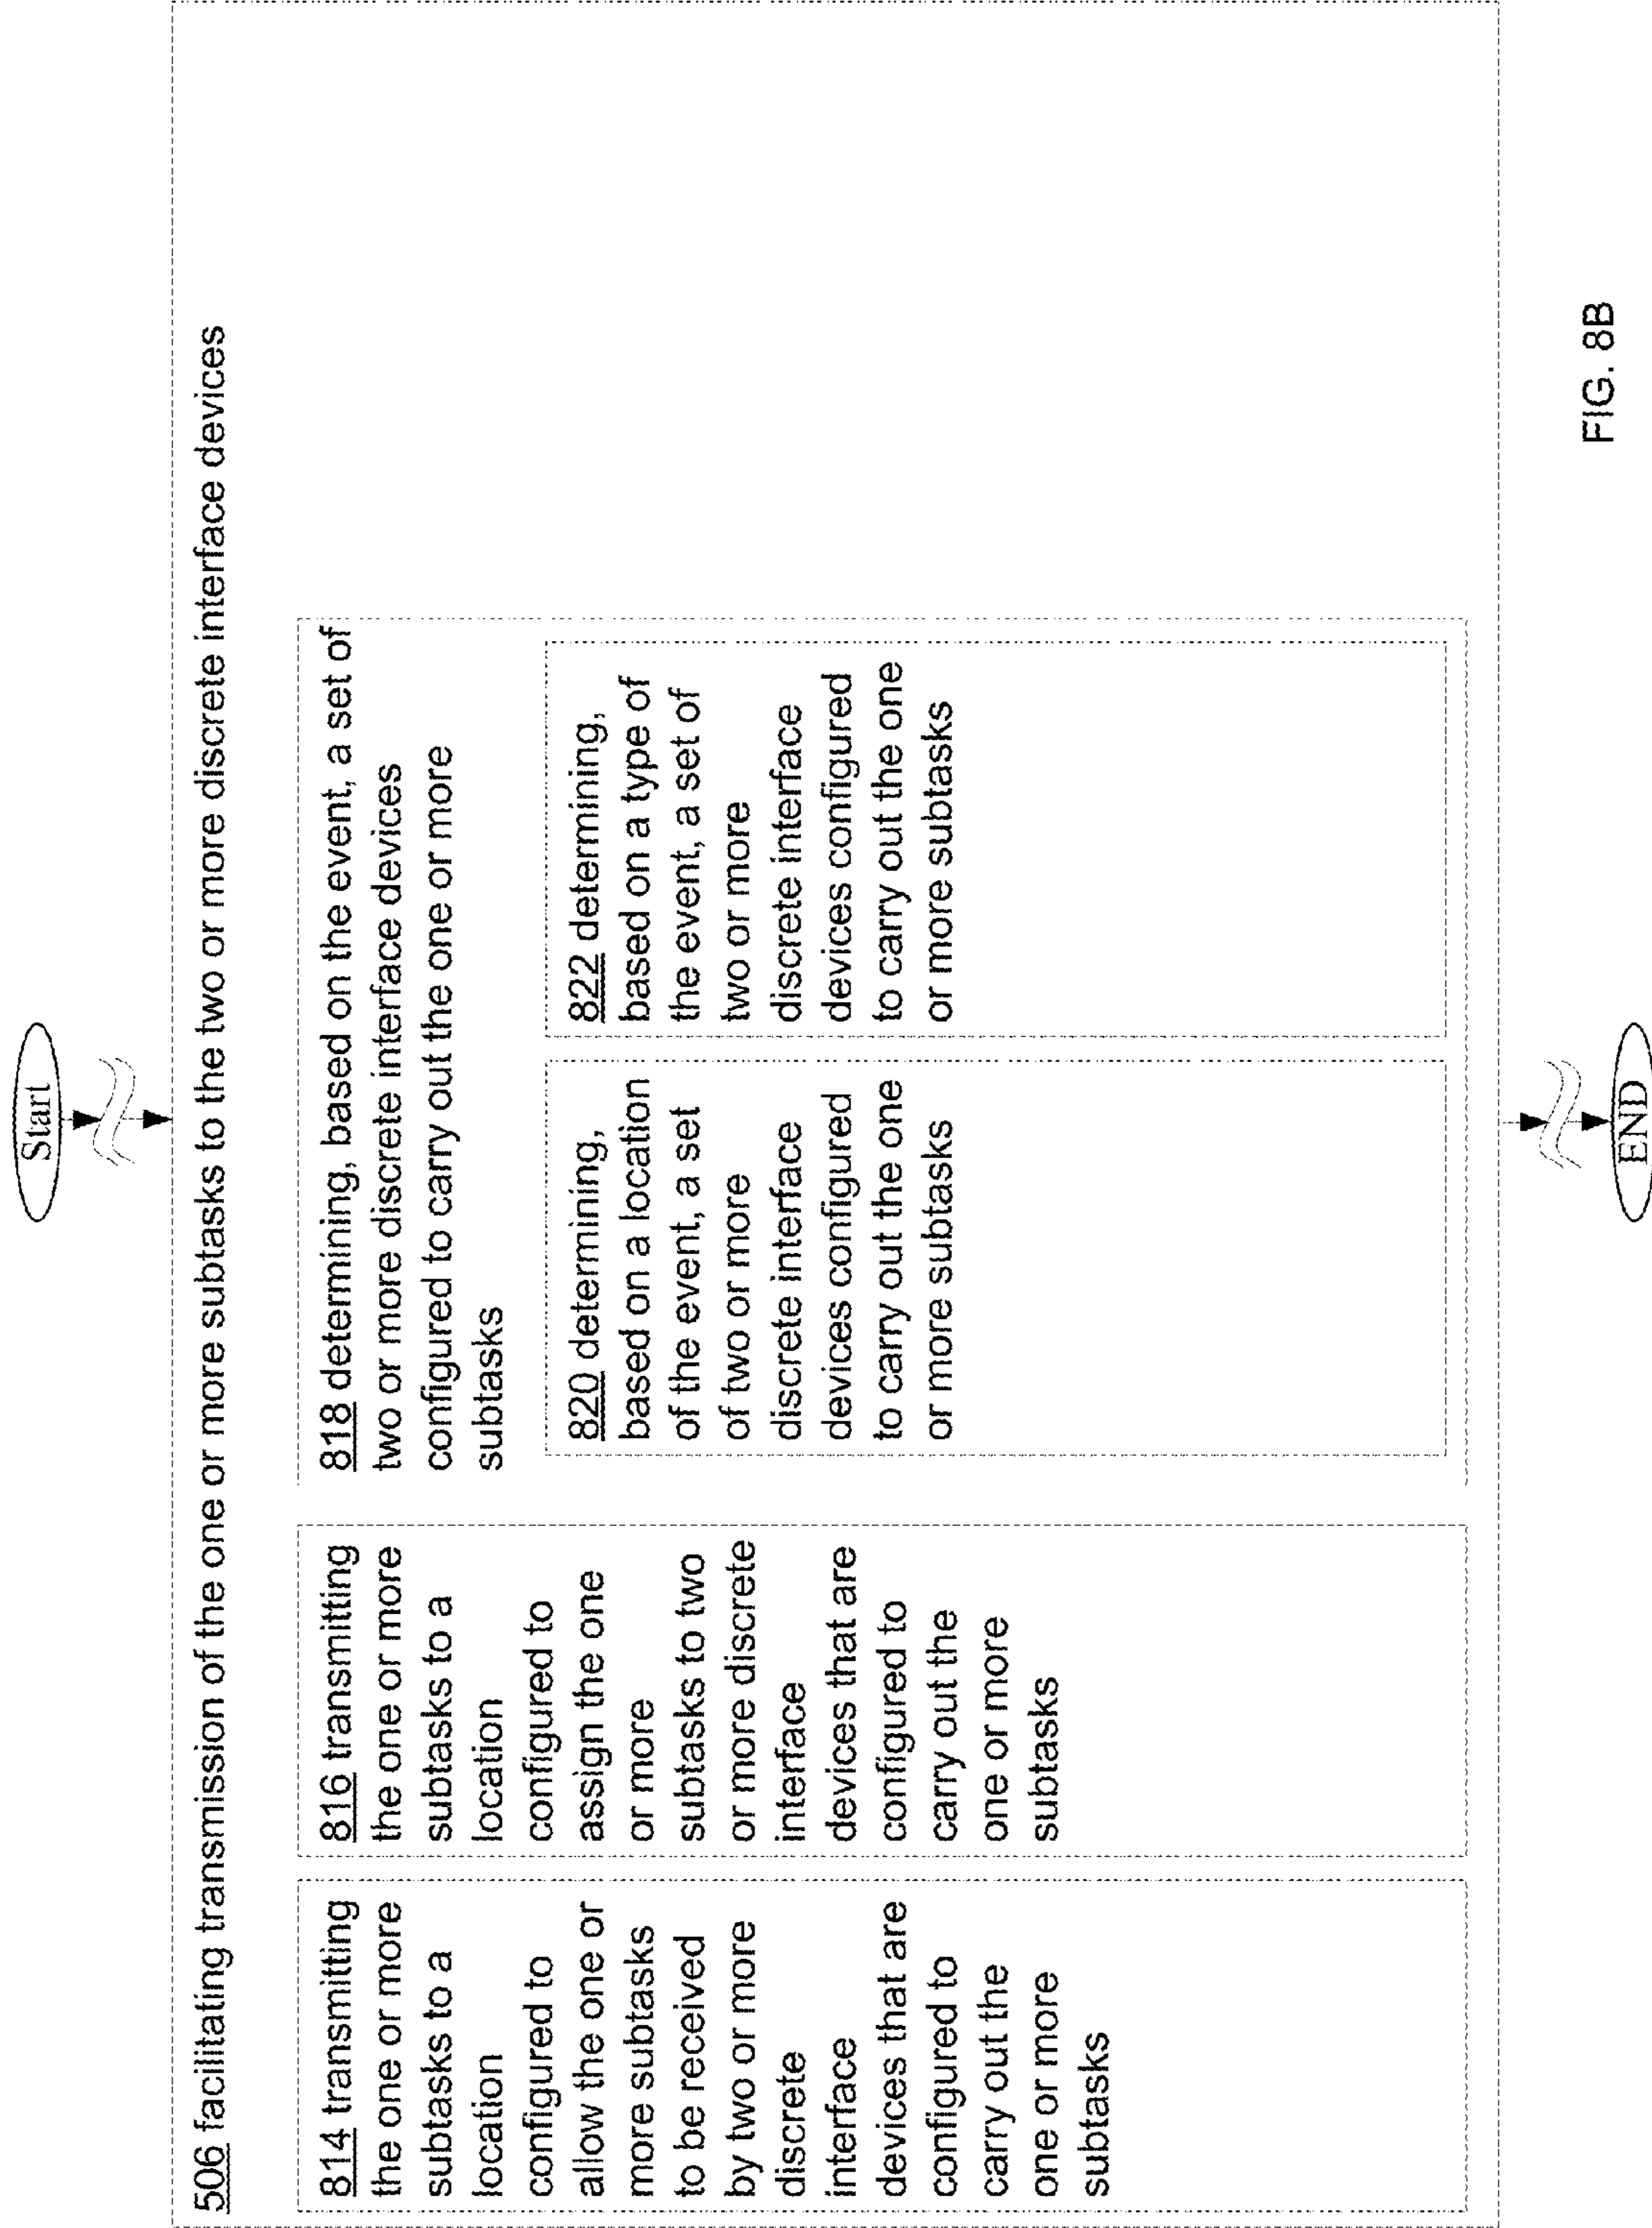 Start
506 facilitating transmission of the one or more subtasks to the two or more discrete interface devices
814 transmitting
the one or more
subtasks to a
location
configured to
allow the one or
more subtasks
to be received
by two or more
discrete
interface
devices that are
configured to
carry out the
one or more
subtasks
816 transmitting
the one or more
subtasks to a
location
configured to
assign the one
or more
subtasks to two
or more discrete
interface
devices that are
configured to
carry out the
one or more
subtasks
818 determining, based on the event, a set of
two or more discrete interface devices
configured to carry out the one or more
subtasks
820 determining,
based on a location
of the event, a set
of two or more
discrete interface
devices configured
to carry out the one
or more subtasks
822 determining,
based on a type of
the event, a set of
two or more
discrete interface
devices configured
to carry out the one
or more subtasks
END
FIG. 8B